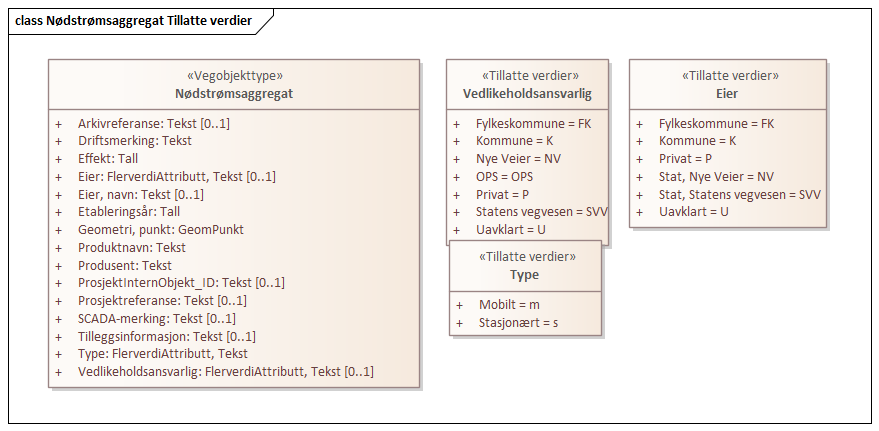 class Nødstrømsaggregat Tillatte verdier
«Vegobjekttype»
Nødstrømsaggregat
+ Arkivreferanse: Tekst [0..1]
+ Driftsmerking: Tekst
+ Effekt: Tall
+ Eier: FlerverdiAttributt, Tekst [0..1]
+ Eier, navn: Tekst [0..1]
+ Etableringsår: Tall
+ Geometri, punkt: GeomPunkt
+ Produktnavn: Tekst
+ Produsent: Tekst
+ ProsjektInternObjekt_ID: Tekst [0..1]
+ Prosjektreferanse: Tekst [0..1]
+ SCADA-merking: Tekst [0..1]
+ Tilleggsinformasjon: Tekst [0..1]
+ Type: FlerverdiAttributt, Tekst
+ Vedlikeholdsansvarlig: FlerverdiAttributt, Tekst [0..1]
«Tillatte verdier»
Vedlikeholdsansvarlig
+ Fylkeskommune = FK
+ Kommune = K
+ Nye Veier = NV
+ OPS = OPS
+ Privat = P
+ Statens vegvesen = SVV
+ Uavklart = U
«Tillatte verdier»
Type
+ Mobilt = m
+ Stasjonært = s
«Tillatte verdier»
Eier
+ Fylkeskommune = FK
+ Kommune = K
+ Privat = P
+ Stat, Nye Veier = NV
+ Stat, Statens vegvesen = SVV
+ Uavklart = U